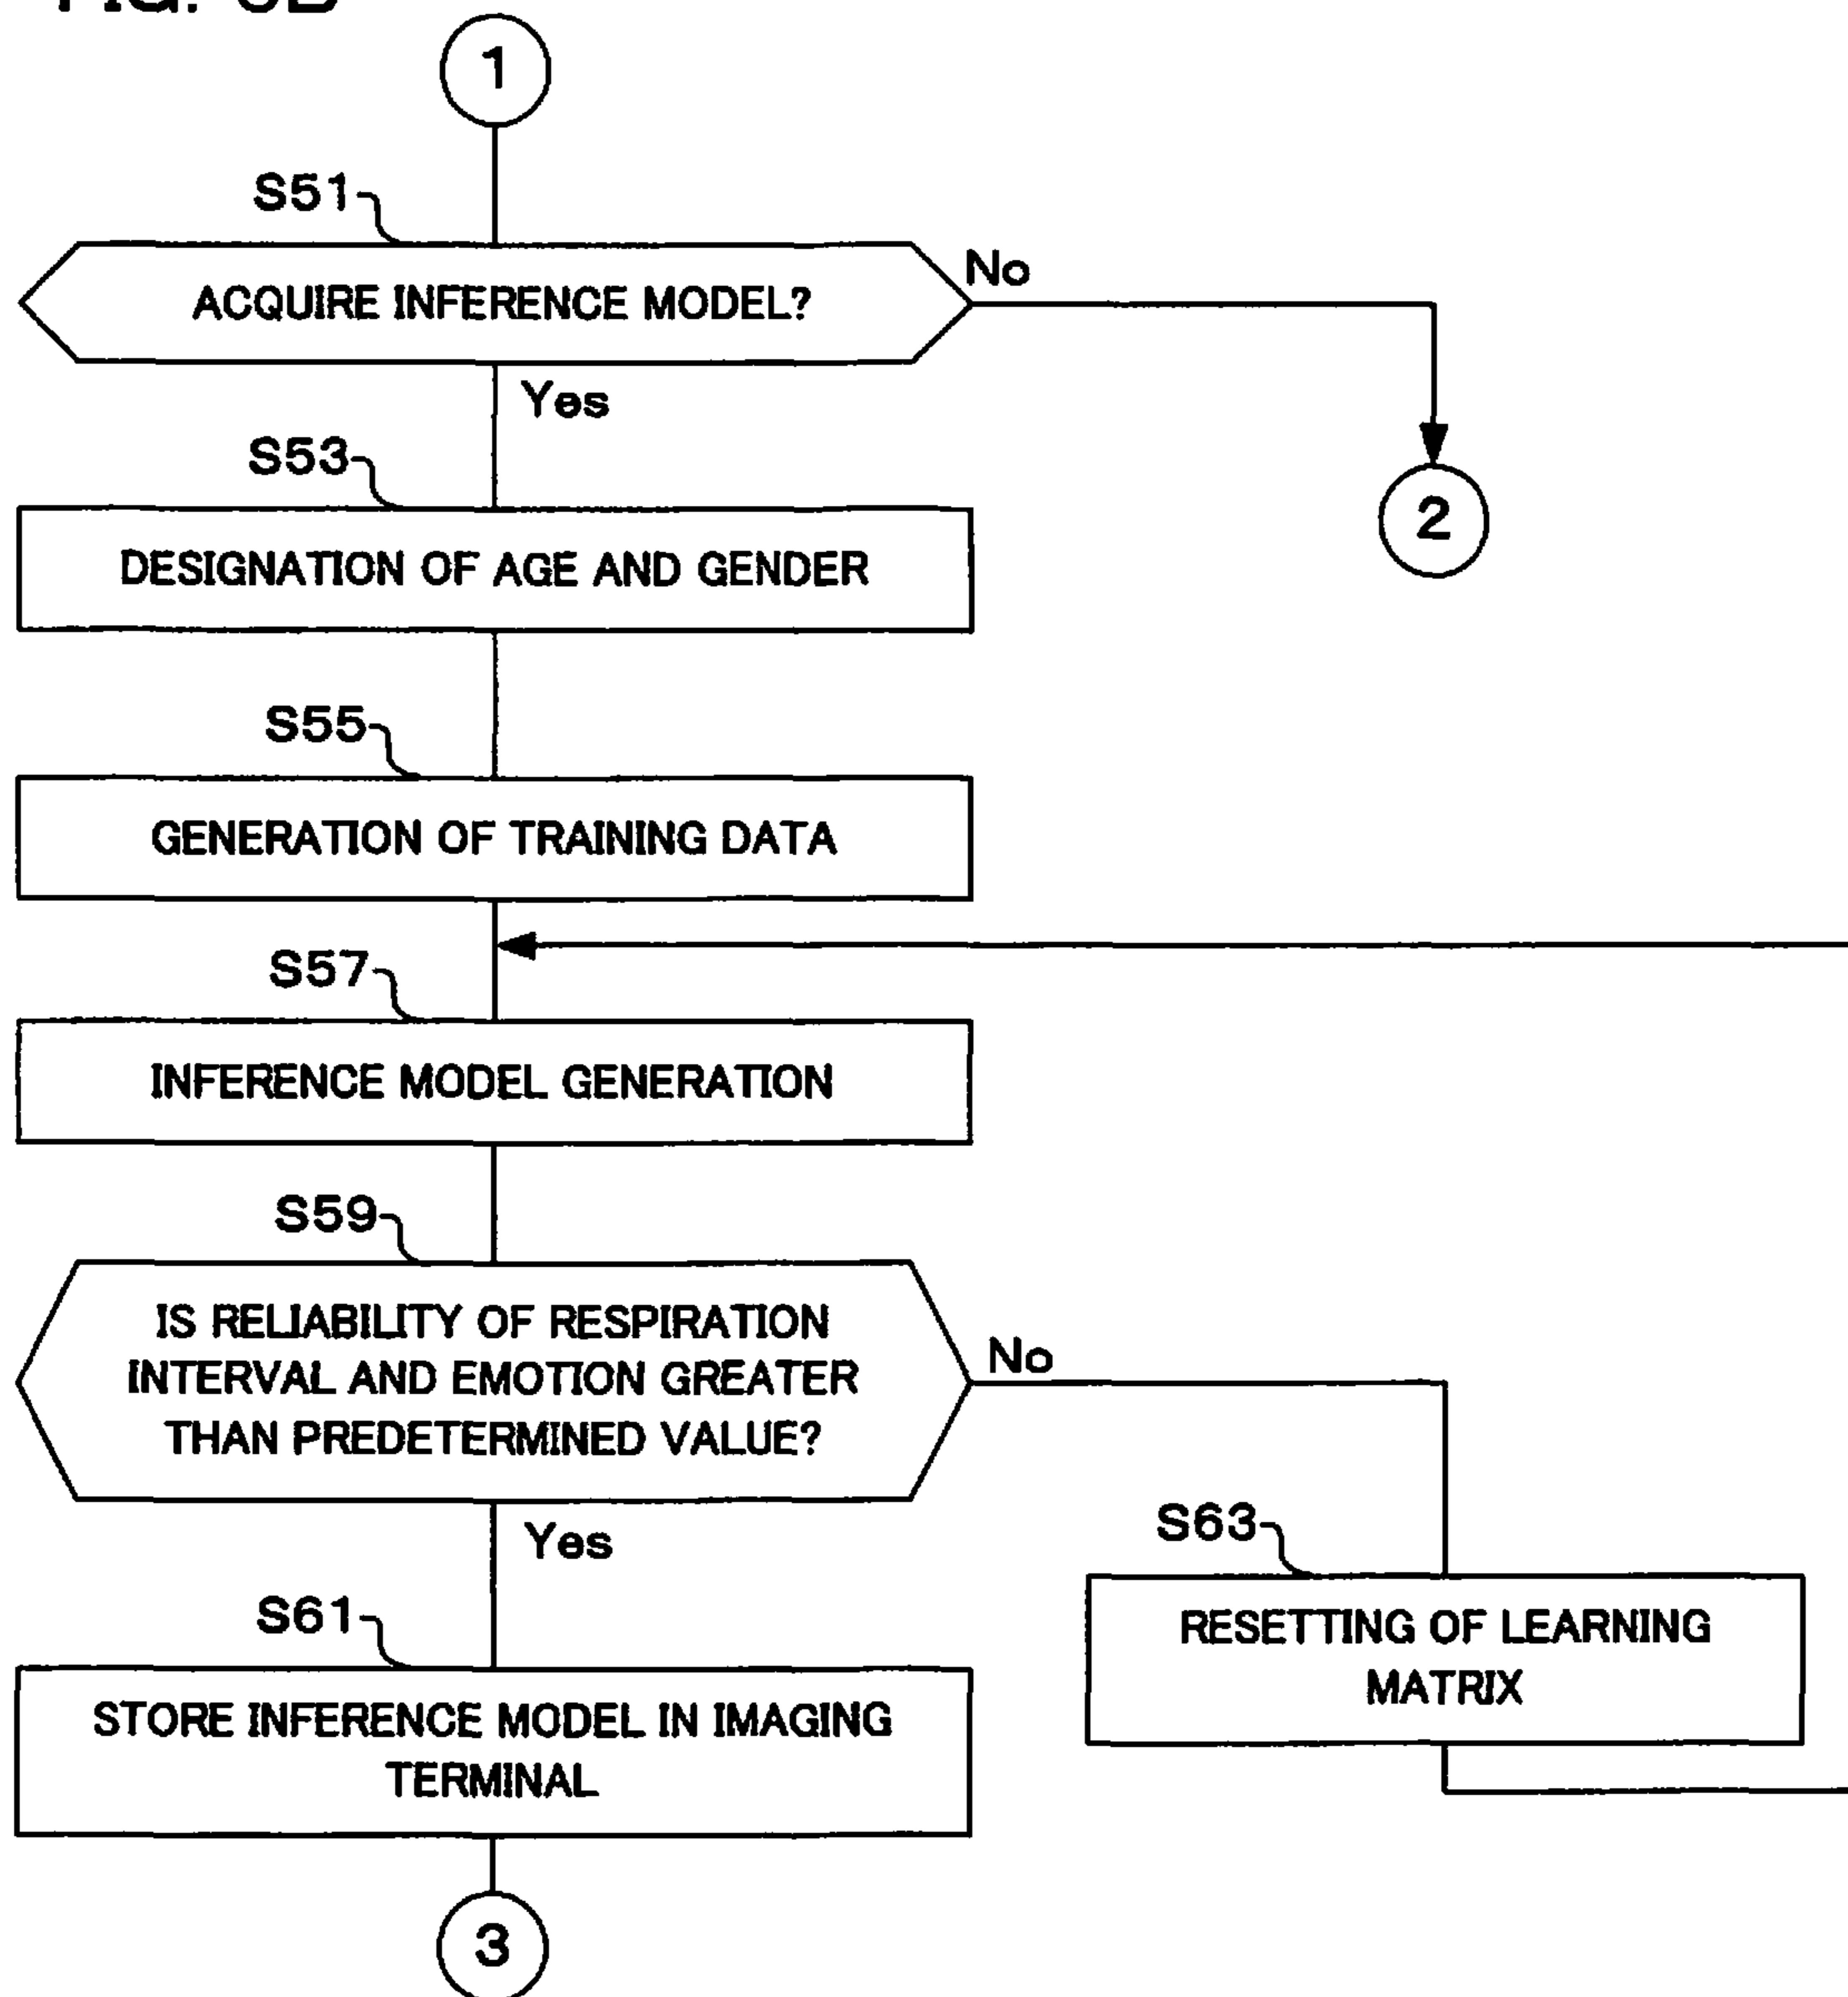 1
S51
ACQUIRE INFERENCE MODEL?
No
Yes
S53
2
DESIGNATION OF AGE AND GENDER
S55
GENERATION OF TRAINING DATA
S57
INFERENCE MODEL GENERATION
S59
IS RELIABILITY OF RESPIRATION
INTERVAL AND EMOTION GREATER
THAN PREDETERMINED VALUE?
No
Yes
S63
RESETTING OF LEARNING
MATRIX
S61
STORE INFERENCE MODEL IN IMAGING
TERMINAL
3